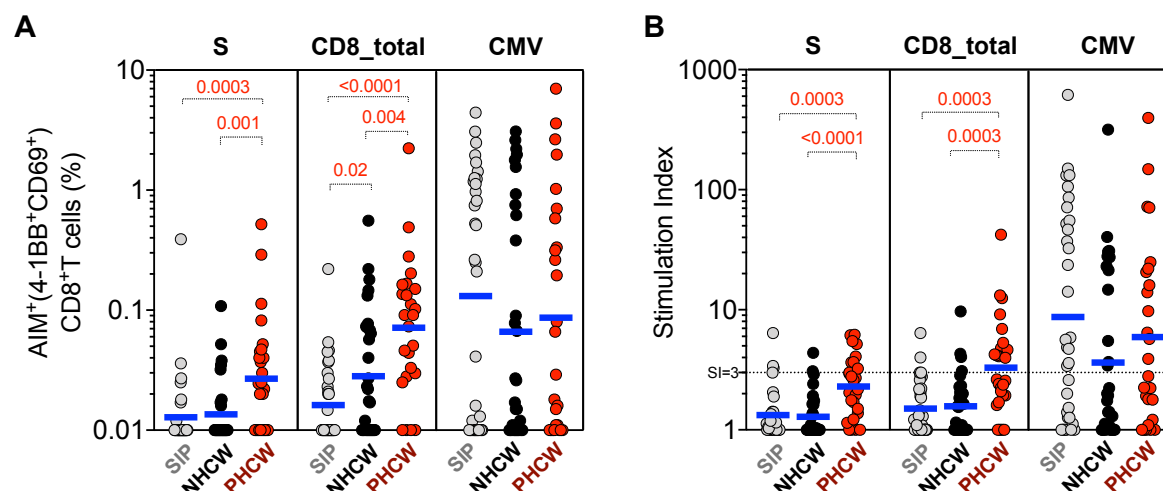 A
S CD8_total CMV
AIM⁺(4-1BB⁺CD69⁺)
CD8⁺T cells (%)
10
1
0.1
0.01
0.0003
0.001
<0.0001
0.004
0.02
SIP NHCW PHCW SIP NHCW PHCW SIP NHCW PHCW
B
S CD8_total CMV
Stimulation Index
1000
100
10
SI=3
1
0.0003
<0.0001
0.0003
0.0003
SIP NHCW PHCW SIP NHCW PHCW SIP NHCW PHCW